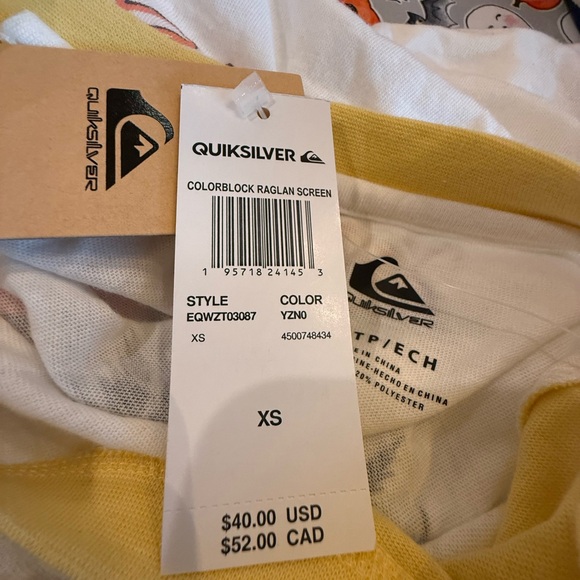 QUIKSILVER
QUIKSILVER
COLORBLOCK RAGLAN SCREEN
1 95718 24145 3
STYLE COLOR
EQWZT03087 YZN0
XS 4500748434
XS
$40.00 USD
$52.00 CAD
QUIKSILVER
TP/ECH
IN CHINA
HECHO EN CHINA
20% POLYESTER